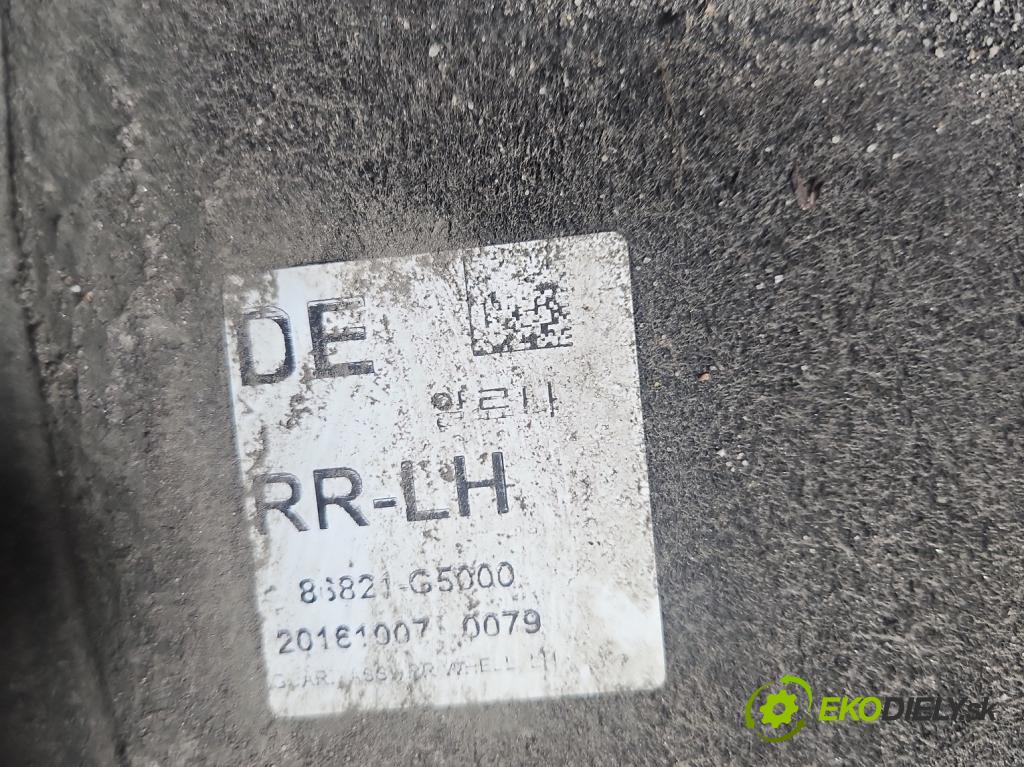 DE
RR-LH
86821-G5000
20161007 0079
EKODIELY.sk